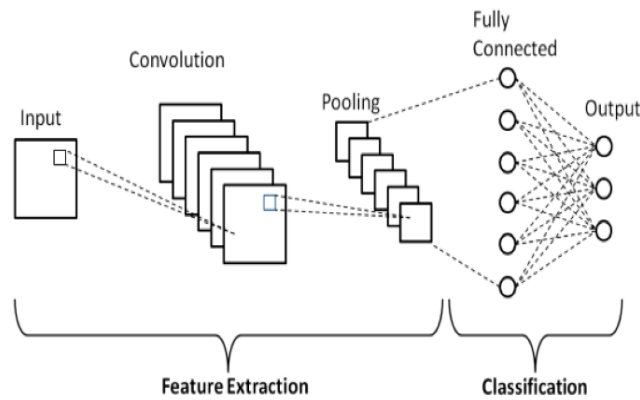 Fully
Connected
Convolution
Pooling
Output
Input
Feature Extraction
Classification